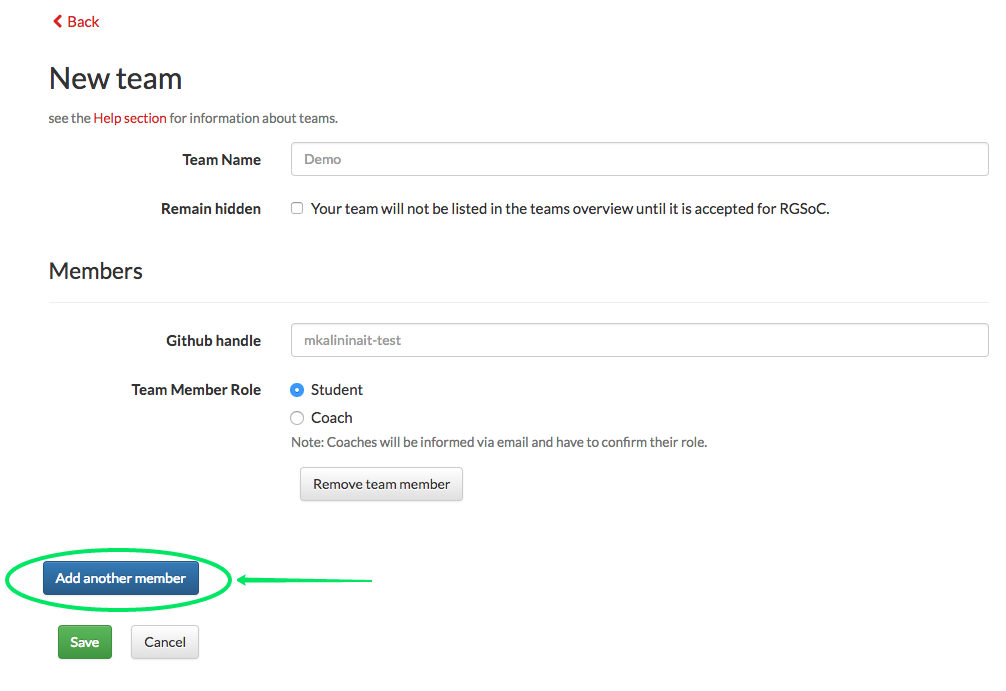 Back
New team
see the Help section for information about teams.
Team Name Demo
Remain hidden Your team will not be listed in the teams overview until it is accepted for RGSoC.
Members
Github handle mkalininait-test
Team Member Role Student
Coach
Note: Coaches will be informed via email and have to confirm their role.
Remove team member
Add another member
Save Cancel